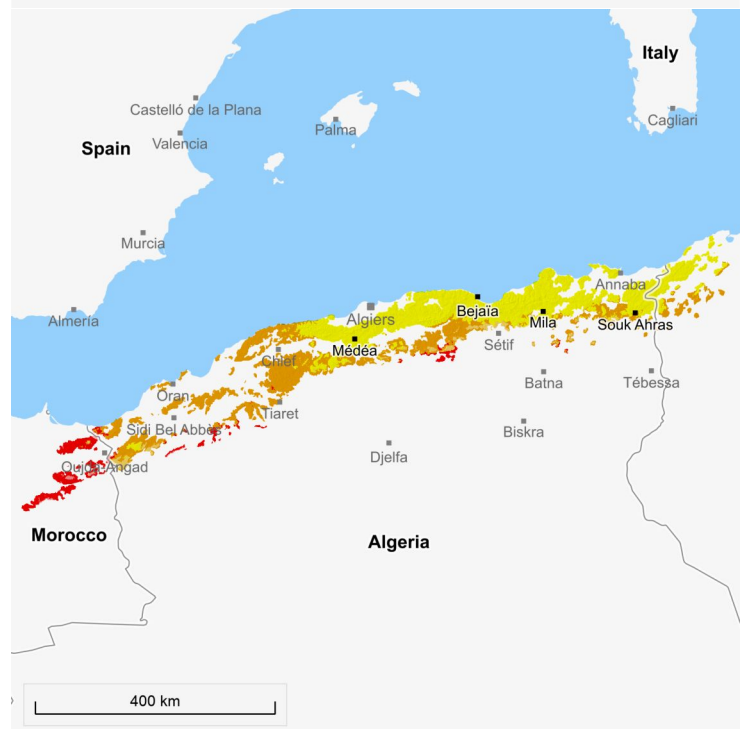 Italy
Castelló de la Plana
Cagliari
Palma
Valencia
Spain
Murcia
Annaba
Almería
Algiers
Bejaïa
Mila
Souk Ahras
Médéa
Sétif
Chlef
Batna
Tébessa
Oran
Tiaret
Sidi Bel Abbès
Biskra
Djelfa
Oujda-Angad
Morocco
Algeria
400 km